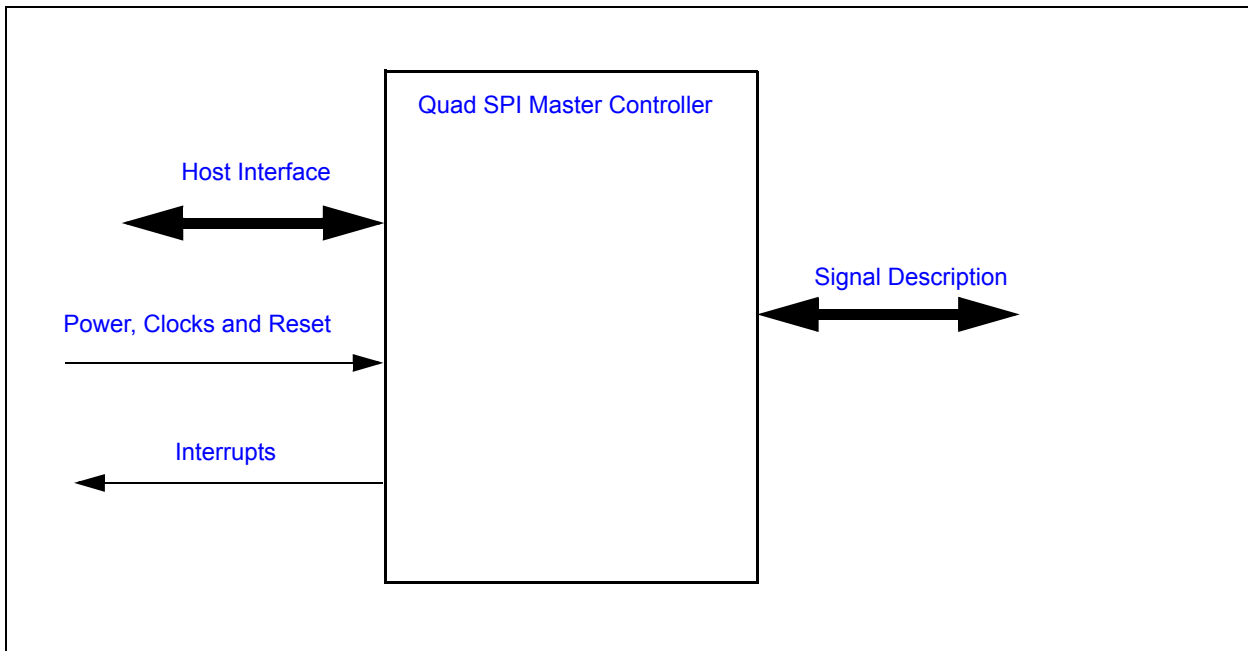 Quad SPI Master Controller
Host Interface
Signal Description
Power, Clocks and Reset
Interrupts